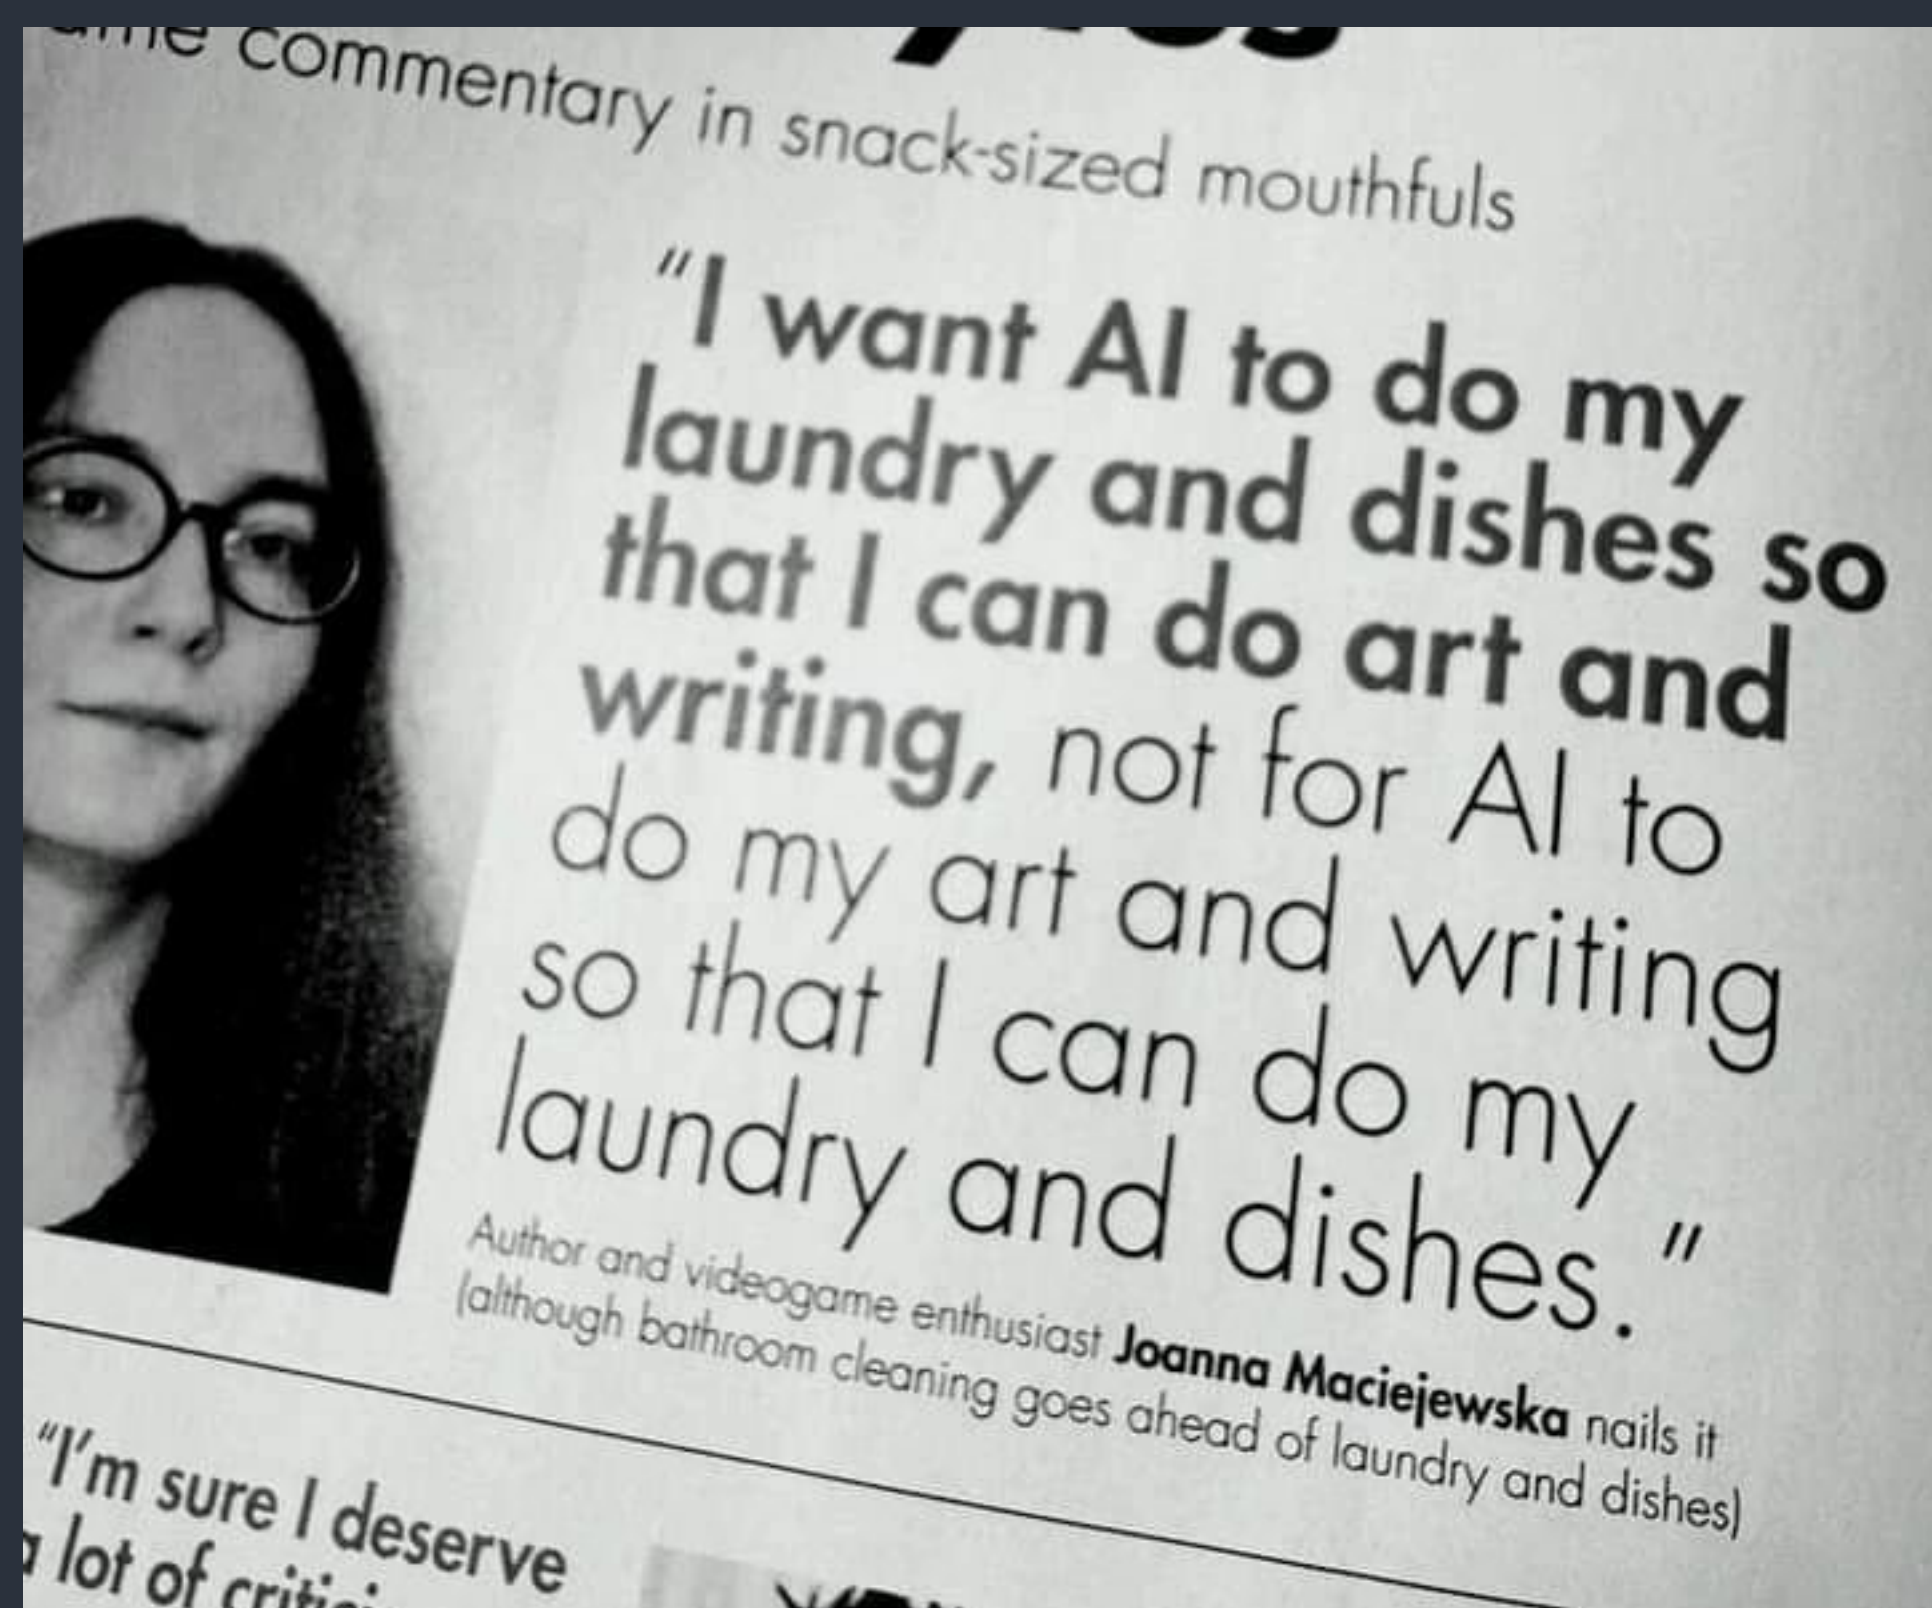 commentary in snack-sized mouthfuls
“I want AI to do my
laundry and dishes so
that I can do art and
writing, not for AI to
do my art and writing
so that I can do my
laundry and dishes.”
Author and videogame enthusiast Joanna Maciejewska nails it
(although bathroom cleaning goes ahead of laundry and dishes)
“I'm sure I deserve
a lot of